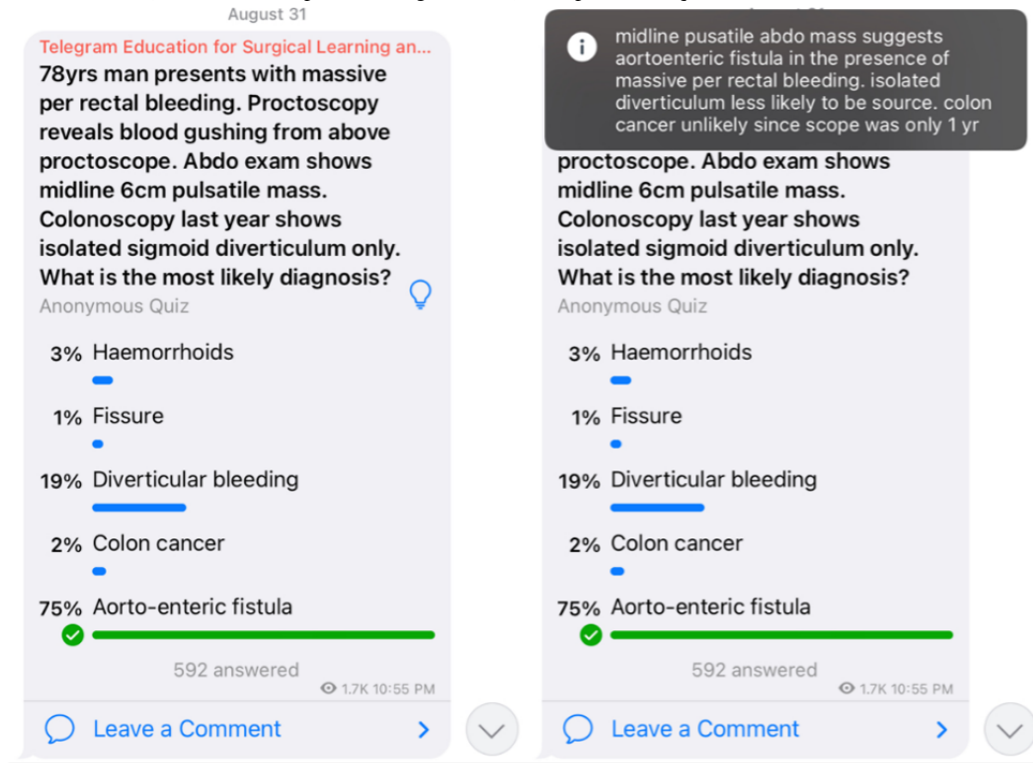 August 31
Telegram Education for Surgical Learning an...
78yrs man presents with massive
per rectal bleeding. Proctoscopy
reveals blood gushing from above
proctoscope. Abdo exam shows
midline 6cm pulsatile mass.
Colonoscopy last year shows
isolated sigmoid diverticulum only.
What is the most likely diagnosis?
Anonymous Quiz
3% Haemorrhoids
1% Fissure
19% Diverticular bleeding
2% Colon cancer
75% Aorto-enteric fistula
592 answered
1.7K 10:55 PM
Leave a Comment
midline pusatile abdo mass suggests
aortoenteric fistula in the presence of
massive per rectal bleeding. isolated
diverticulum less likely to be source. colon
cancer unlikely since scope was only 1 yr
proctoscope. Abdo exam shows
midline 6cm pulsatile mass.
Colonoscopy last year shows
isolated sigmoid diverticulum only.
What is the most likely diagnosis?
Anonymous Quiz
3% Haemorrhoids
1% Fissure
19% Diverticular bleeding
2% Colon cancer
75% Aorto-enteric fistula
592 answered
1.7K 10:55 PM
Leave a Comment